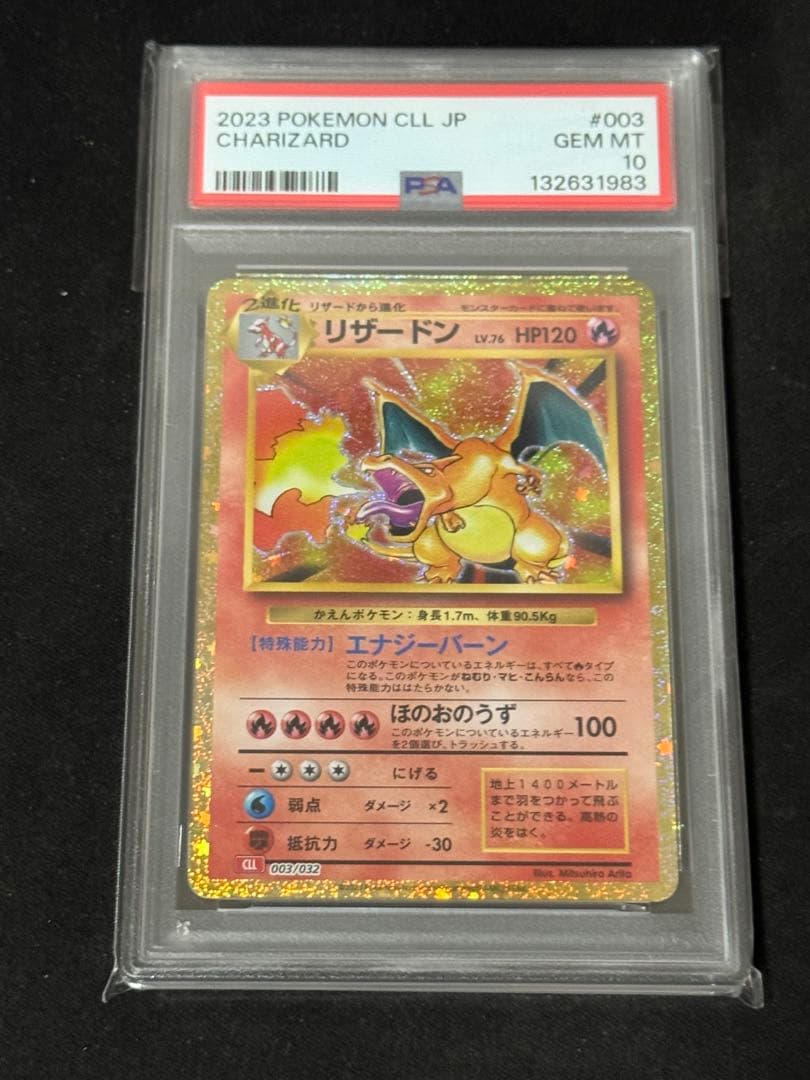 2023 POKEMON CLL JP #003
CHARIZARD GEM MT
10
PSA 132631983
2進化 リザードから進化 モンスターカードに重ねて使います。
リザードン LV.76 HP120
かえんポケモン：身長1.7m、体重90.5Kg
【特殊能力】エナジーバーン
このポケモンについているエネルギーは、すべて タイプ
になる。このポケモンがねむり・マヒ・こんらんなら、この
特殊能力ははたらかない。
ほのおのうず 100
このポケモンについているエネルギー
を2個選び、トラッシュする。
にげる
弱点 ダメージ ×2
抵抗力 ダメージ -30
地上1400メートル
まで羽をつかって飛ぶ
ことができる。高熱の
炎をはく。
CLL 003/032
Illus. Mitsuhiro Arita